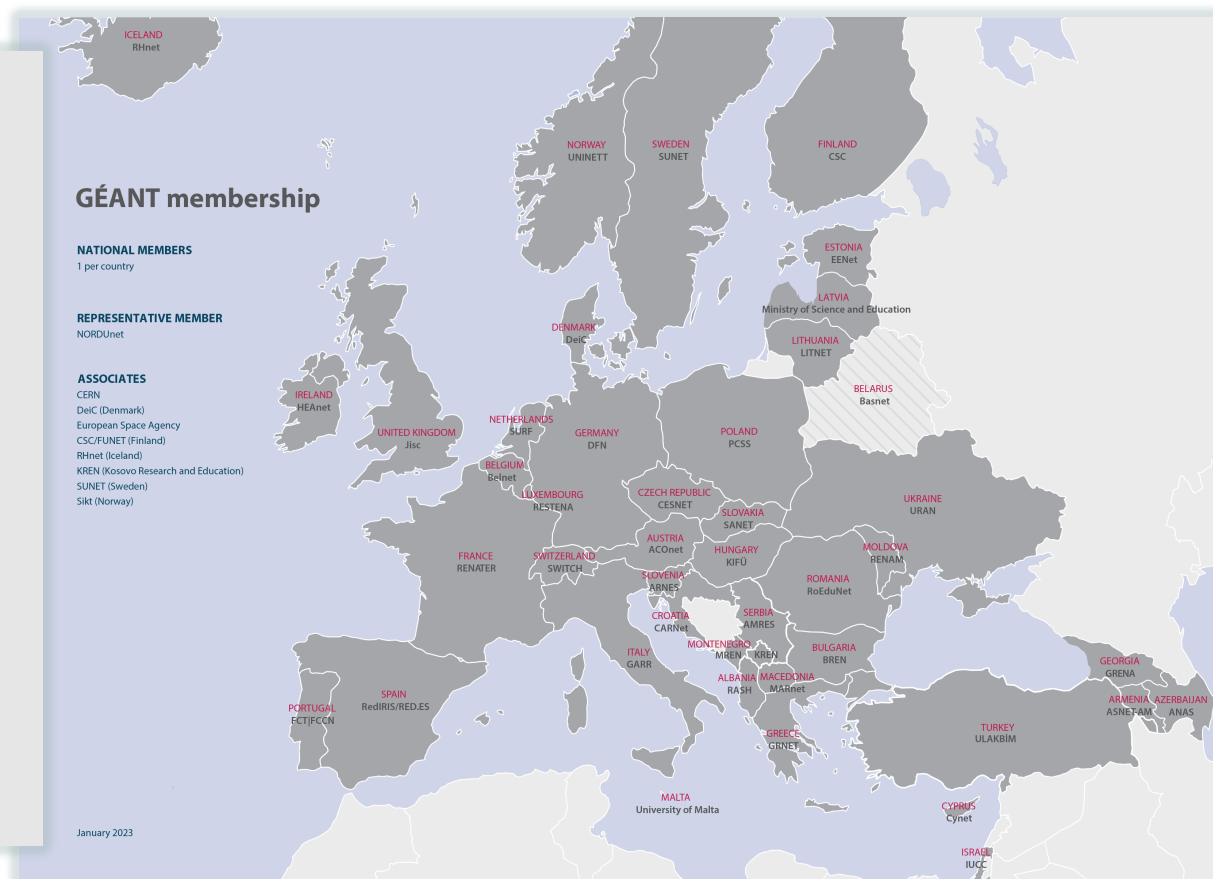 GÉANT membership
NATIONAL MEMBERS
1 per country
REPRESENTATIVE MEMBER
NORDUnet
ASSOCIATES
CERN
DeiC (Denmark)
European Space Agency
CSC/FUNET (Finland)
RHnet (Iceland)
KREN (Kosovo Research and Education)
SUNET (Sweden)
Sikt (Norway)
January 2023
ICELAND
RHnet
NORWAY
UNINETT
SWEDEN
SUNET
FINLAND
CSC
ESTONIA
EENet
LATVIA
Ministry of Science and Education
LITHUANIA
LITNET
BELARUS
Basnet
DENMARK
DeiC
IRELAND
HEAnet
UNITED KINGDOM
Jisc
NETHERLANDS
SURF
BELGIUM
Belnet
LUXEMBOURG
RESTENA
GERMANY
DFN
POLAND
PCSS
CZECH REPUBLIC
CESNET
SLOVAKIA
SANET
UKRAINE
URAN
MOLDOVA
RENAM
FRANCE
RENATER
SWITZERLAND
SWITCH
AUSTRIA
ACOnet
HUNGARY
KIFÜ
SLOVENIA
ARNES
CROATIA
CARNet
ROMANIA
RoEduNet
SERBIA
AMRES
MONTENEGRO
MREN
KREN
BULGARIA
BREN
ALBANIA
RASH
MACEDONIA
MARnet
ITALY
GARR
SPAIN
RedIRIS/RED.ES
PORTUGAL
FCT|FCCN
GREECE
GRNET
TURKEY
ULAKBİM
GEORGIA
GRENA
ARMENIA
ASNET-AM
AZERBAIJAN
ANAS
MALTA
University of Malta
CYPRUS
Cynet
ISRAEL
IUCC